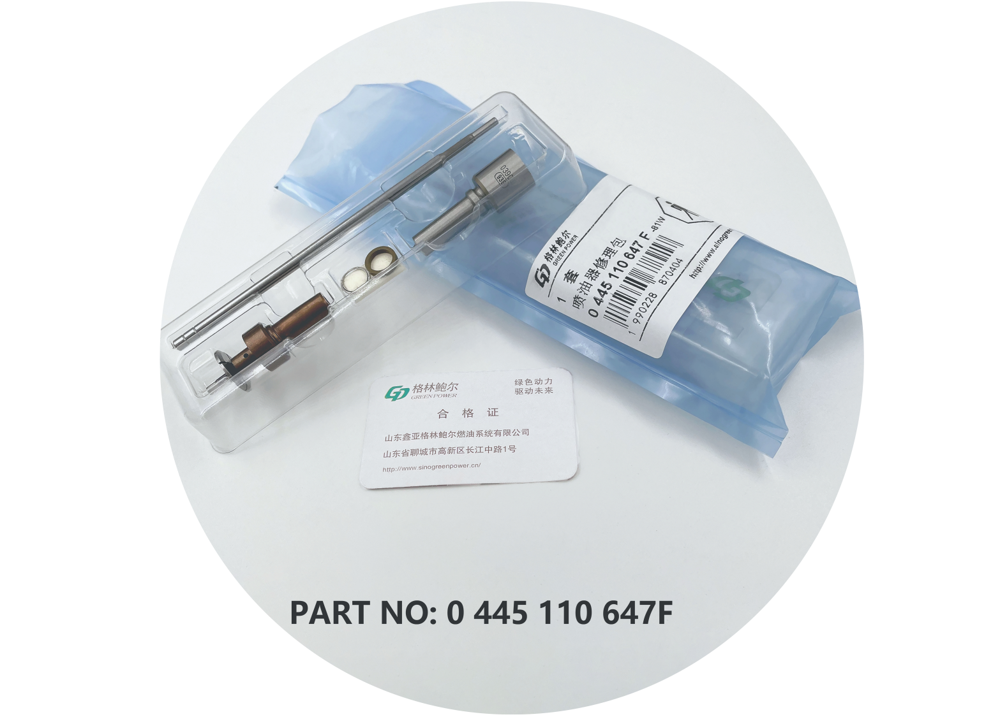 0390
格林鲍尔
GREEN POWER
1 套
喷油器修理包
0 445 110 647 F -B1W
1 990228 870404
http://www.sinogree
格林鲍尔
GREEN POWER
绿色动力
驱动未来
合格证
山东鑫亚格林鲍尔燃油系统有限公司
山东省聊城市高新区长江中路1号
http://www.sinogreenpower.cn/
PART NO: 0 445 110 647F